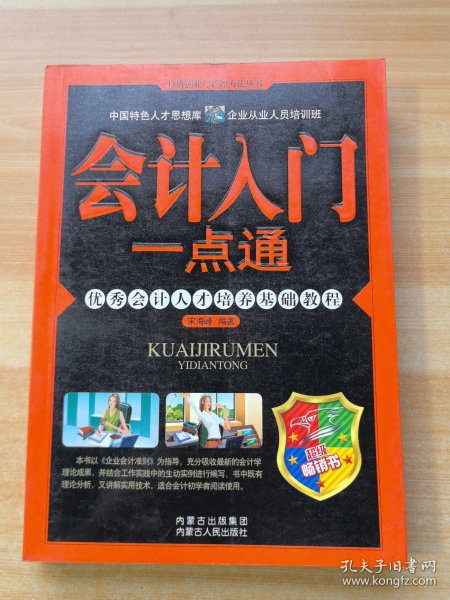 中国特色人才思想库 企业从业人员培训班
会计入门
一点通
优秀会计人才培养基础教程
宋海峰/编著
KUAIJIRUMEN
YIDIANTONG
超级
畅销书
本书以《企业会计准则》为指导，充分吸收最新的会计学
理论成果，并结合工作实践中的生动实例进行编写，书中既有
理论分析，又讲解实用技术，适合会计初学者阅读使用。
内蒙古出版集团
内蒙古人民出版社
孔夫子旧书网
www.kongfz.com